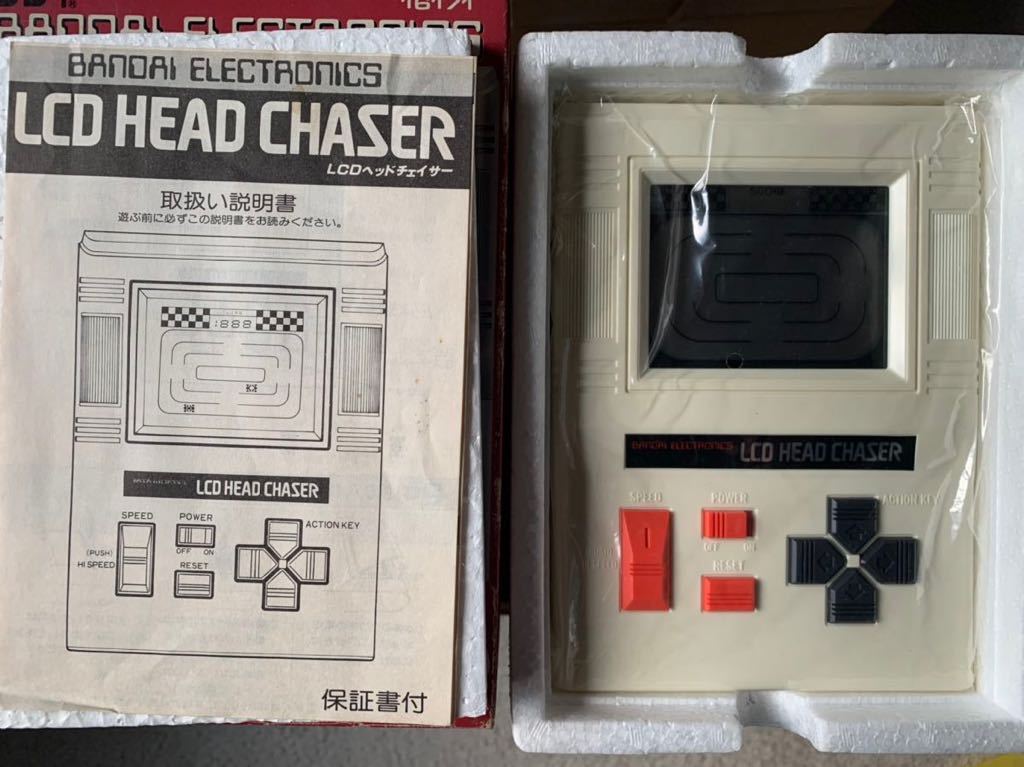 BANDAI ELECTRONICS
BANDAI ELECTRONICS
LCD HEAD CHASER
LCDヘッドチェイサー
取扱い説明書
遊ぶ前に必ずこの説明書をお読みください。
1888
LCD HEAD CHASER
SPEED
POWER
OFF ON
(PUSH)
HI SPEED
RESET
ACTION KEY
保証書付
BANDAI ELECTRONICS LCD HEAD CHASER
SPEED
POWER
OFF ON
RESET
ACTION KEY